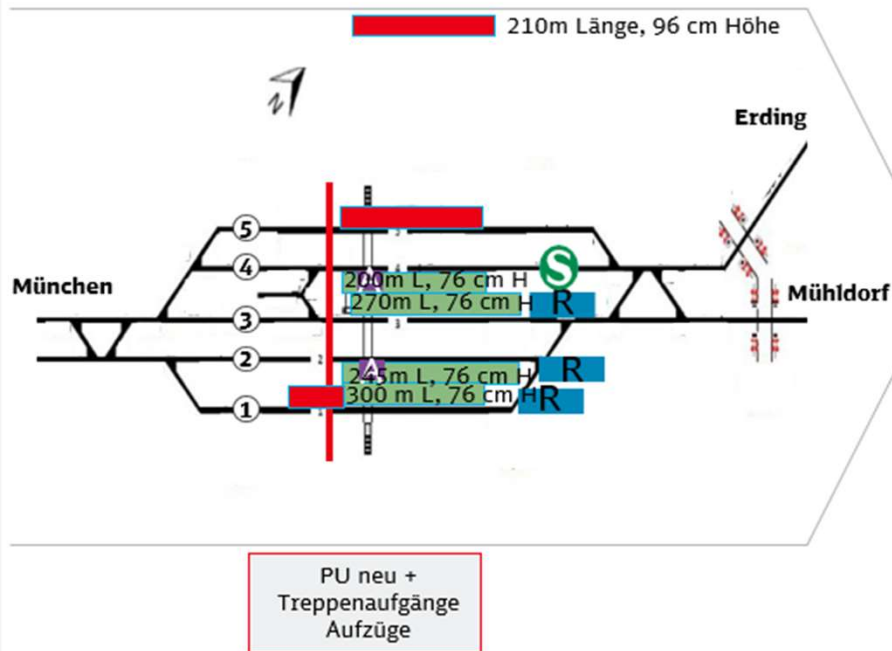 210m Länge, 96 cm Höhe
N
Erding
München
Mühldorf
5
4
S
200m L, 76 cm H
270m L, 76 cm H R
3
2
A
245m L, 76 cm H R
300 m L, 76 cm H R
1
PU neu +
Treppenaufgänge
Aufzüge